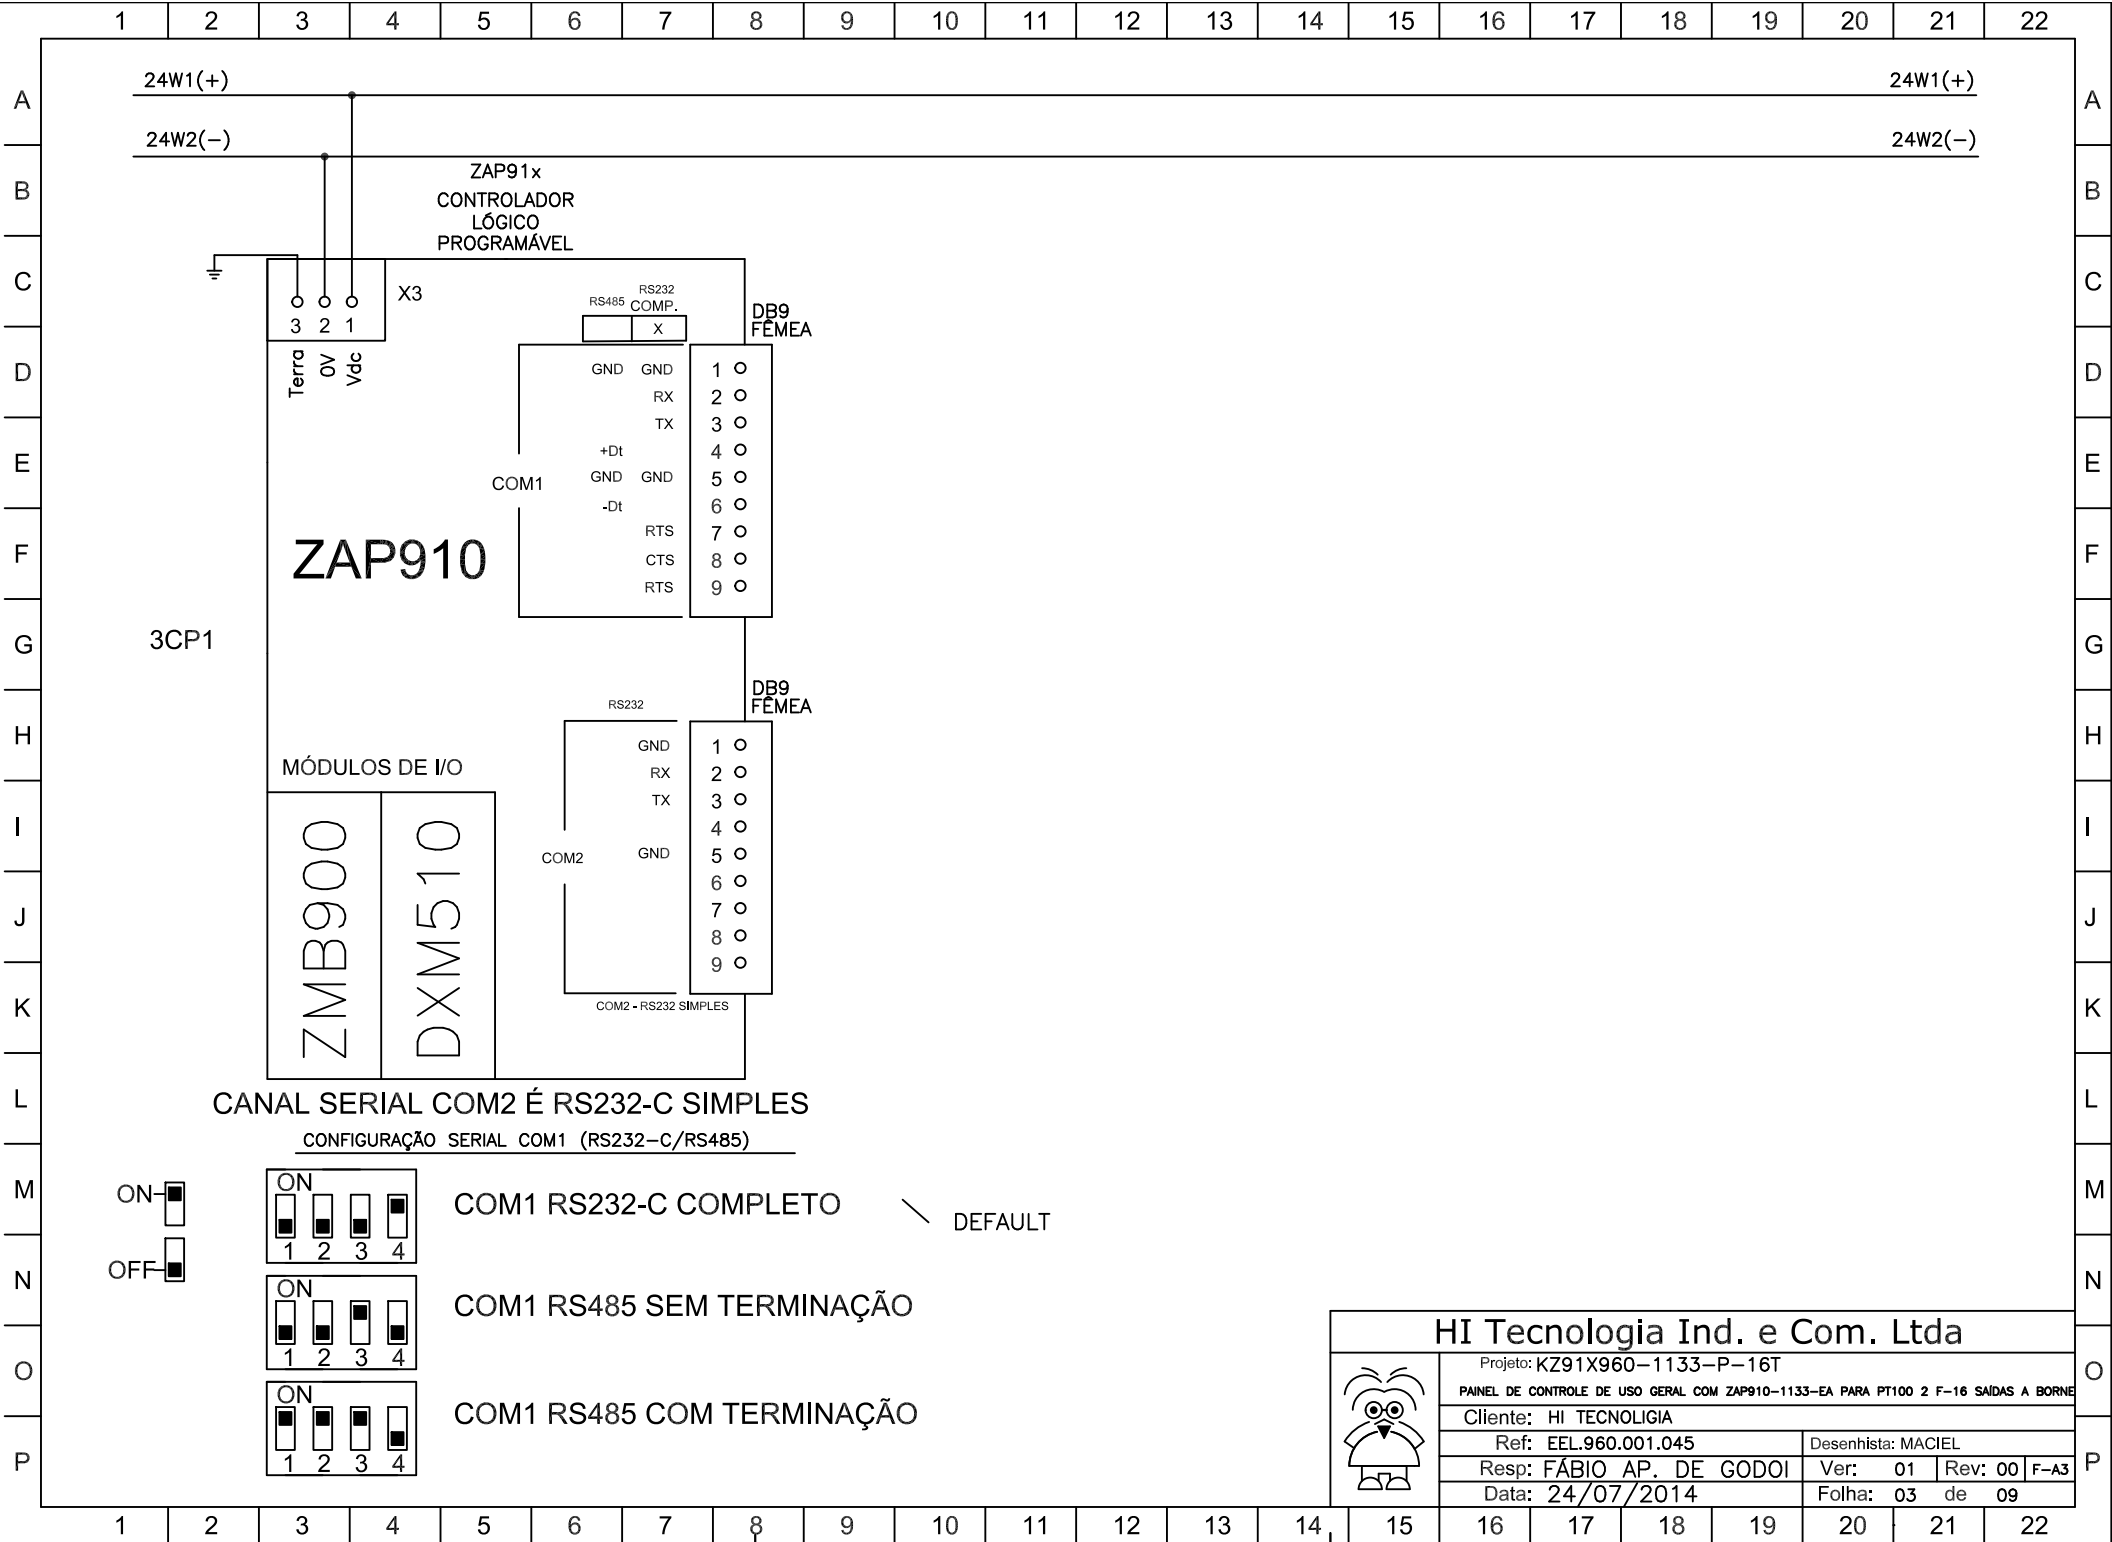 1 2 3 4 5 6 7 8 9 10 11 12 13 14 15 16 17 18 19 20 21 22
A
B
C
D
E
F
G
H
I
J
K
L
M
N
O
P
24W1(+) 24W1(+)
24W2(-) 24W2(-)
ZAP91x
CONTROLADOR
LÓGICO
PROGRAMÁVEL
X3
3 2 1
Terra
0V
Vdc
RS485
RS232
COMP.
X
DB9
FÊMEA
GND GND 1
RX 2
TX 3
+Dt 4
GND GND 5
-Dt 6
RTS 7
CTS 8
RTS 9
COM1
ZAP910
3CP1
DB9
FÊMEA
RS232
GND 1
RX 2
TX 3
4
GND 5
6
7
8
9
COM2
COM2 - RS232 SIMPLES
MÓDULOS DE I/O
ZMB900
DXM510
CANAL SERIAL COM2 É RS232-C SIMPLES
CONFIGURAÇÃO SERIAL COM1 (RS232-C/RS485)
ON
OFF
ON
1 2 3 4
COM1 RS232-C COMPLETO
DEFAULT
ON
1 2 3 4
COM1 RS485 SEM TERMINAÇÃO
ON
1 2 3 4
COM1 RS485 COM TERMINAÇÃO
HI Tecnologia Ind. e Com. Ltda
Projeto: KZ91X960-1133-P-16T
PAINEL DE CONTROLE DE USO GERAL COM ZAP910-1133-EA PARA PT100 2 F-16 SAÍDAS A BORNE
Cliente: HI TECNOLIGIA
Ref: EEL.960.001.045 Desenhista: MACIEL
Resp: FÁBIO AP. DE GODOI Ver: 01 Rev: 00 F-A3
Data: 24/07/2014 Folha: 03 de 09
A
B
C
D
E
F
G
H
I
J
K
L
M
N
O
P
1 2 3 4 5 6 7 8 9 10 11 12 13 14 15 16 17 18 19 20 21 22